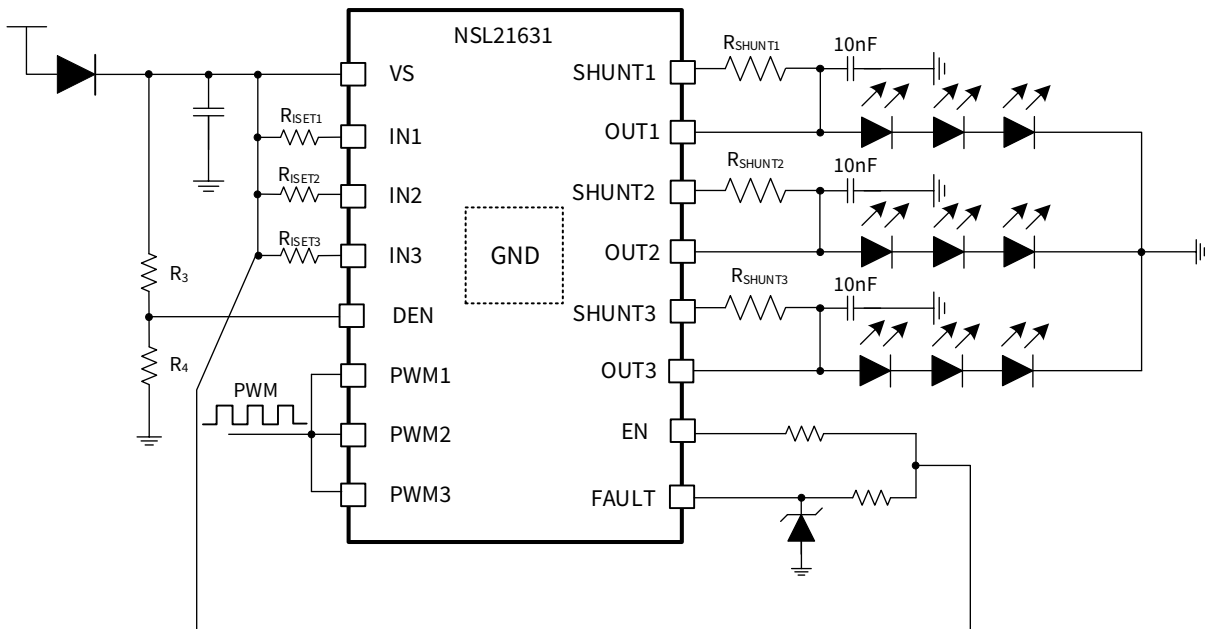 NSL21631
VS
IN1
IN2
IN3
DEN
PWM1
PWM2
PWM3
SHUNT1
OUT1
SHUNT2
OUT2
SHUNT3
OUT3
EN
FAULT
GND
RISET1
RISET2
RISET3
R3
R4
PWM
RSHUNT1
10nF
RSHUNT2
10nF
RSHUNT3
10nF